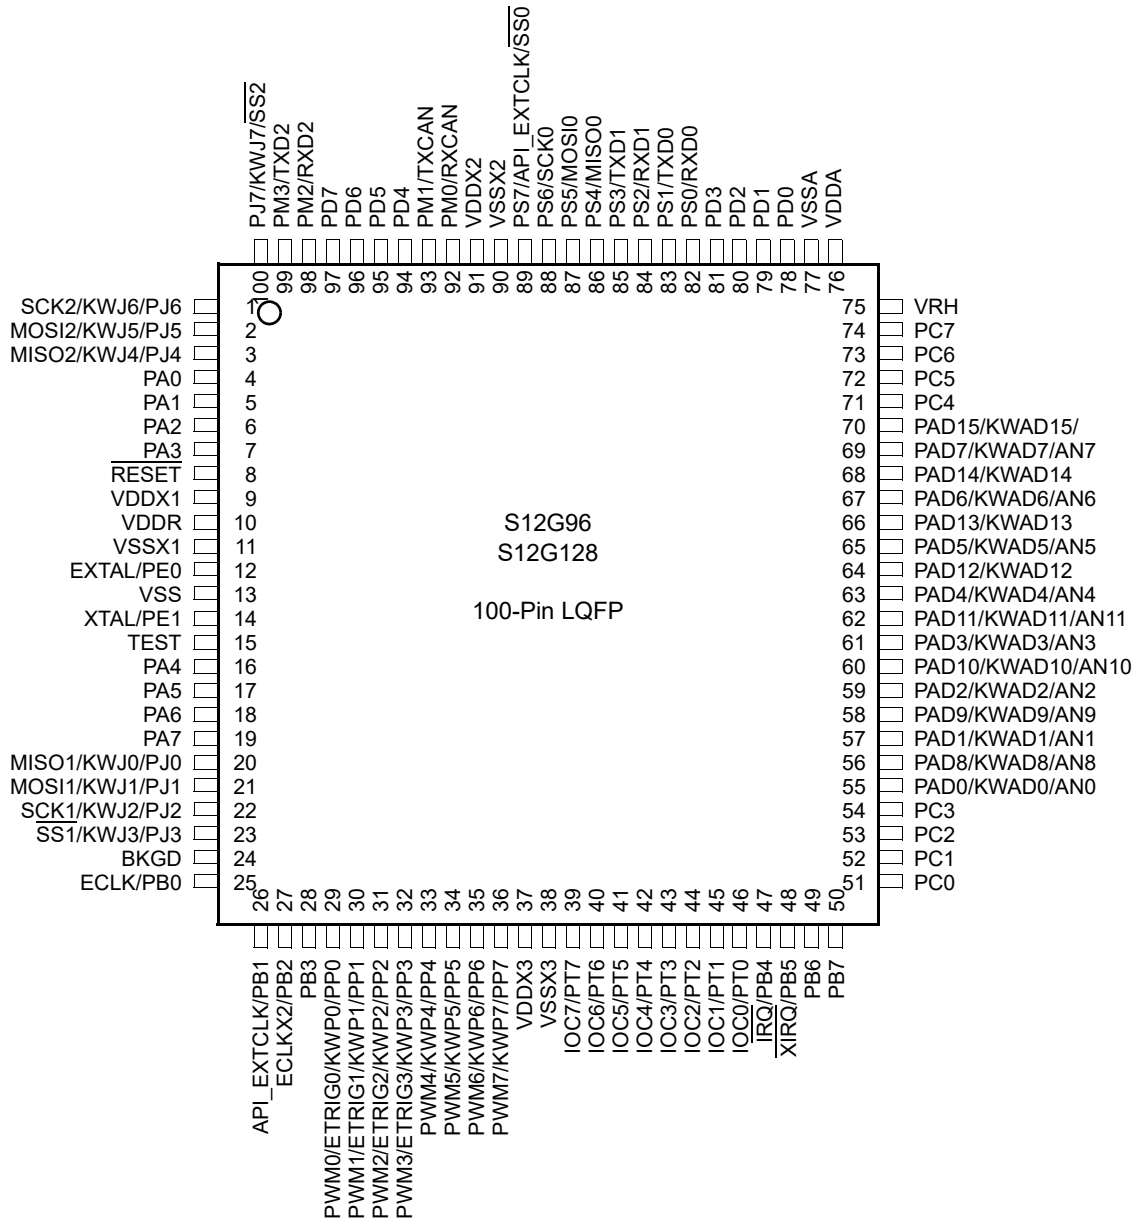 PJ7/KWJ7/SS2
PM3/TXD2
PM2/RXD2
PD7
PD6
PD5
PD4
PM1/TXCAN
PM0/RXCAN
VDDX2
VSSX2
PS7/API_EXTCLK/SS0
PS6/SCK0
PS5/MOSI0
PS4/MISO0
PS3/TXD1
PS2/RXD1
PS1/TXD0
PS0/RXD0
PD3
PD2
PD1
PD0
VSSA
VDDA
100
99
98
97
96
95
94
93
92
91
90
89
88
87
86
85
84
83
82
81
80
79
78
77
76
SCK2/KWJ6/PJ6 1
MOSI2/KWJ5/PJ5 2
MISO2/KWJ4/PJ4 3
PA0 4
PA1 5
PA2 6
PA3 7
RESET 8
VDDX1 9
VDDR 10
VSSX1 11
EXTAL/PE0 12
VSS 13
XTAL/PE1 14
TEST 15
PA4 16
PA5 17
PA6 18
PA7 19
MISO1/KWJ0/PJ0 20
MOSI1/KWJ1/PJ1 21
SCK1/KWJ2/PJ2 22
SS1/KWJ3/PJ3 23
BKGD 24
ECLK/PB0 25
S12G96
S12G128
100-Pin LQFP
75 VRH
74 PC7
73 PC6
72 PC5
71 PC4
70 PAD15/KWAD15/
69 PAD7/KWAD7/AN7
68 PAD14/KWAD14
67 PAD6/KWAD6/AN6
66 PAD13/KWAD13
65 PAD5/KWAD5/AN5
64 PAD12/KWAD12
63 PAD4/KWAD4/AN4
62 PAD11/KWAD11/AN11
61 PAD3/KWAD3/AN3
60 PAD10/KWAD10/AN10
59 PAD2/KWAD2/AN2
58 PAD9/KWAD9/AN9
57 PAD1/KWAD1/AN1
56 PAD8/KWAD8/AN8
55 PAD0/KWAD0/AN0
54 PC3
53 PC2
52 PC1
51 PC0
26
27
28
29
30
31
32
33
34
35
36
37
38
39
40
41
42
43
44
45
46
47
48
49
50
API_EXTCLK/PB1
ECLKX2/PB2
PB3
PWM0/ETRIG0/KWP0/PP0
PWM1/ETRIG1/KWP1/PP1
PWM2/ETRIG2/KWP2/PP2
PWM3/ETRIG3/KWP3/PP3
PWM4/KWP4/PP4
PWM5/KWP5/PP5
PWM6/KWP6/PP6
PWM7/KWP7/PP7
VDDX3
VSSX3
IOC7/PT7
IOC6/PT6
IOC5/PT5
IOC4/PT4
IOC3/PT3
IOC2/PT2
IOC1/PT1
IOC0/PT0
IRQ/PB4
XIRQ/PB5
PB6
PB7